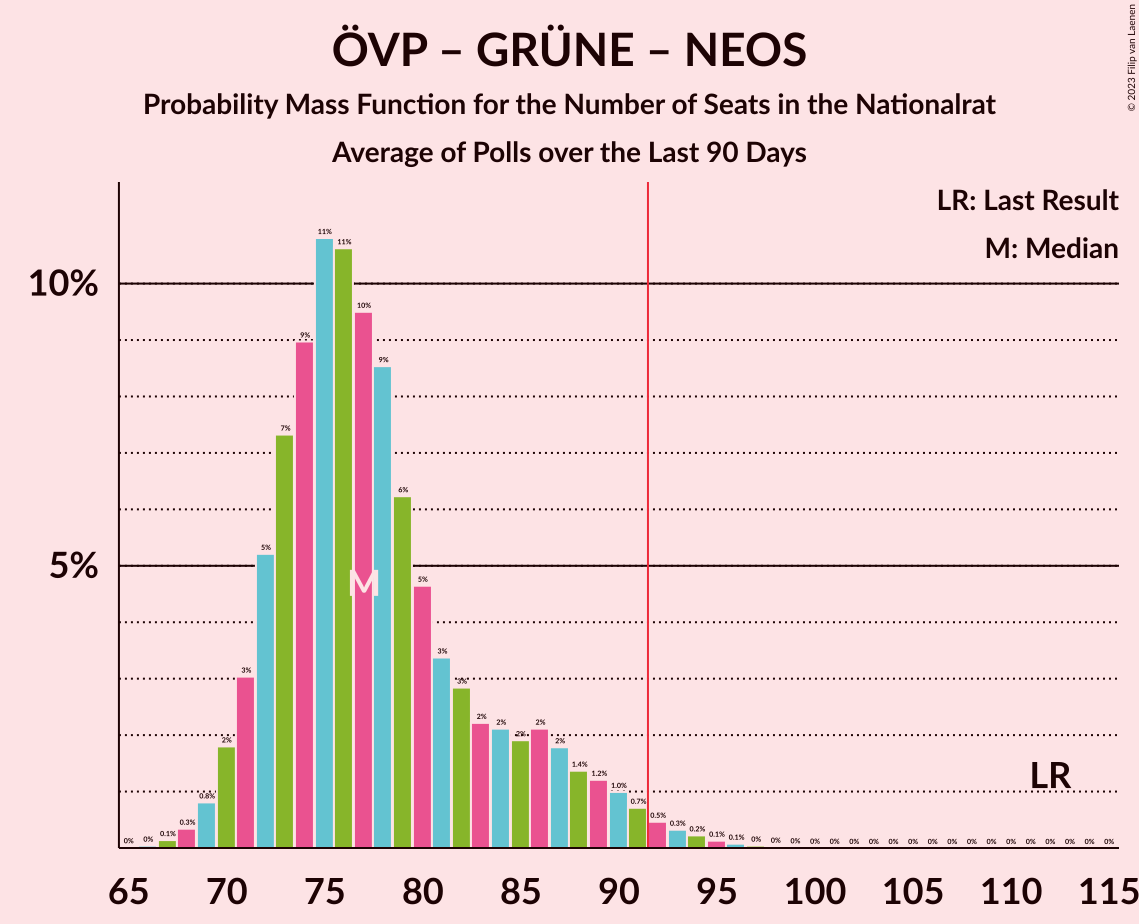 ÖVP – GRÜNE – NEOS
Probability Mass Function for the Number of Seats in the Nationalrat
Average of Polls over the Last 90 Days
© 2023 Filip van Laenen
LR: Last Result
M: Median
10%
5%
0% 0% 0.1% 0.3% 0.8% 2% 3% 5% 7% 9% 11% 11% 10% 9% 6% 5% 3% 3% 2% 2% 2% 2% 2% 1.4% 1.2% 1.0% 0.7% 0.5% 0.3% 0.2% 0.1% 0.1% 0% 0% 0% 0% 0% 0% 0% 0% 0% 0% 0% 0% 0% 0% 0% 0% 0% 0% 0%
M
LR
65 70 75 80 85 90 95 100 105 110 115